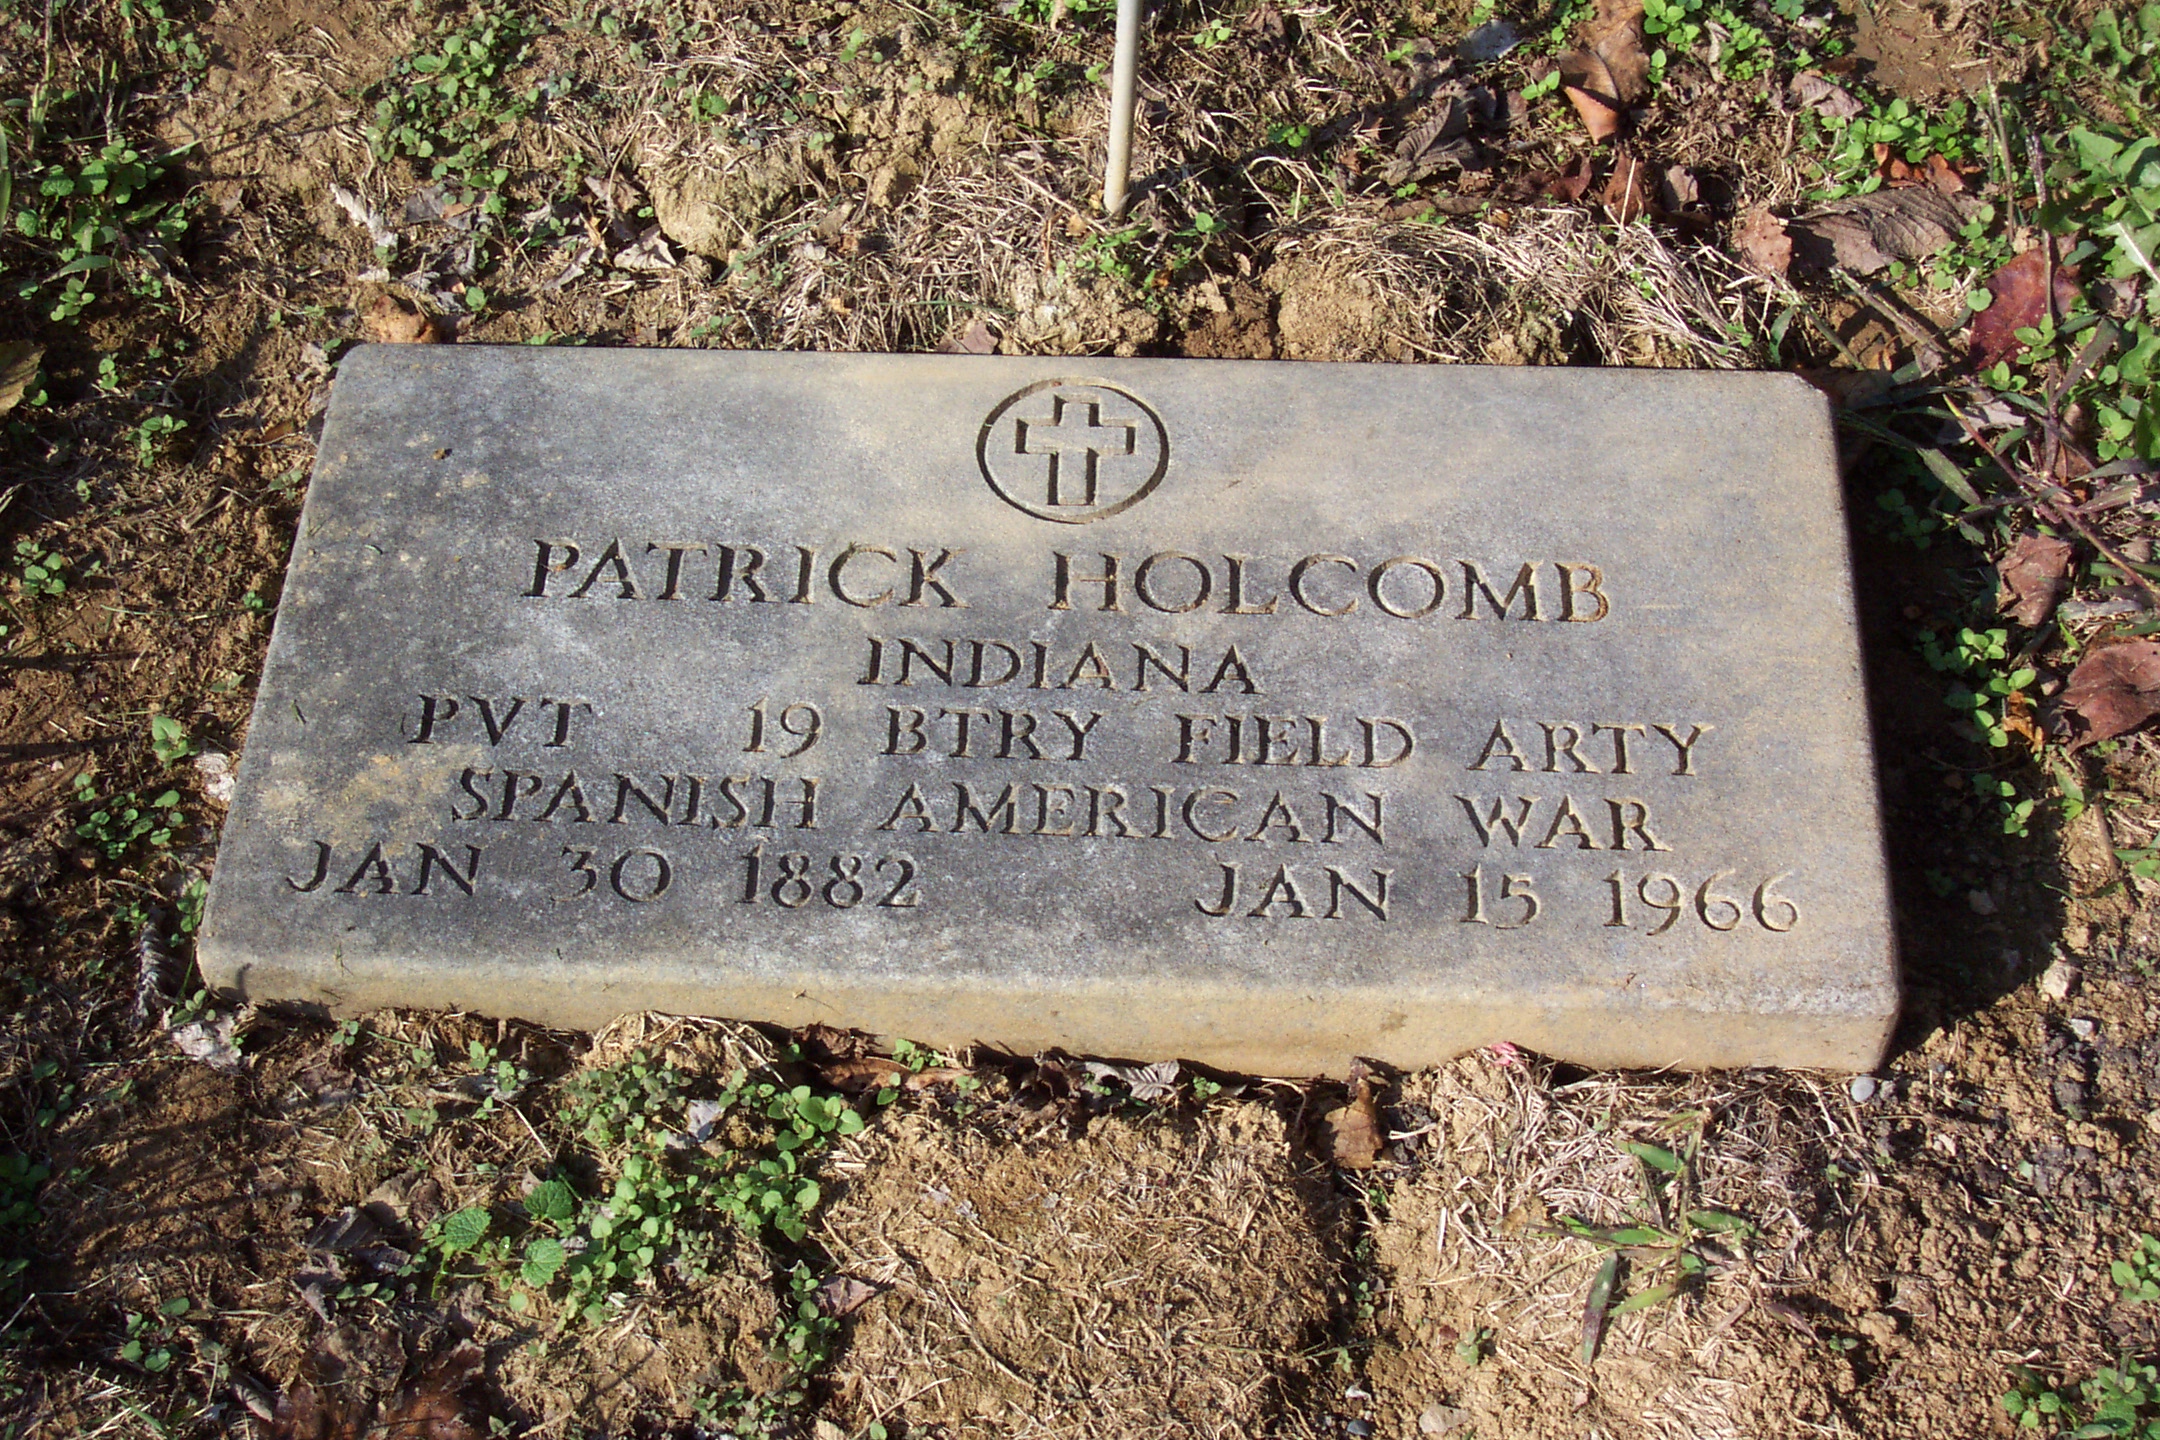 PATRICK HOLCOMB
INDIANA
PVT 19 BTRY FIELD ARTY
SPANISH AMERICAN WAR
JAN 30 1882 JAN 15 1966